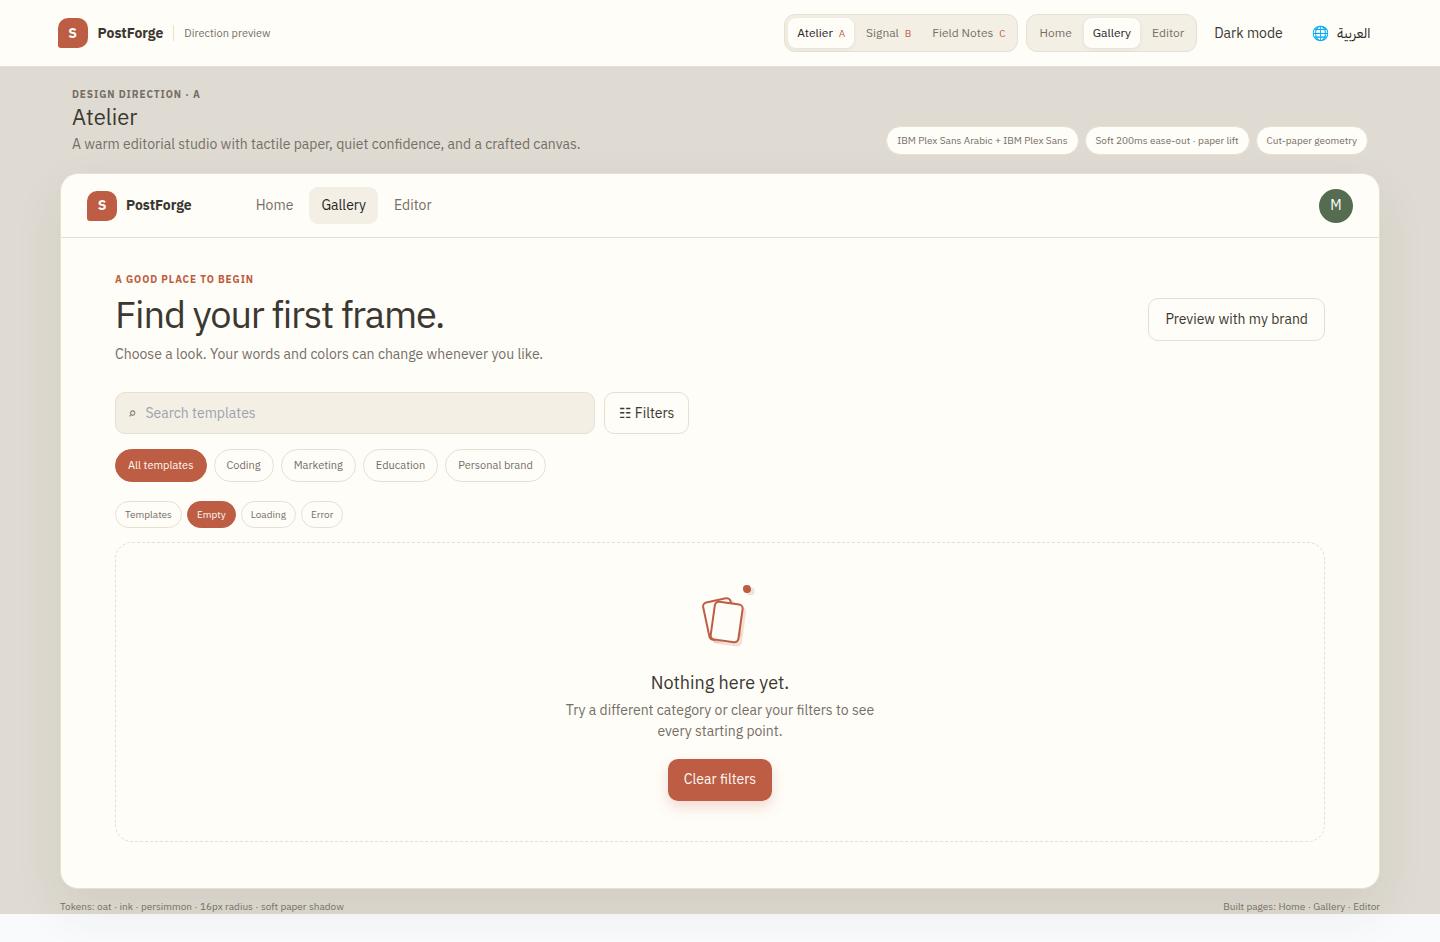 S PostForge Direction preview Atelier A Signal B Field Notes C Home Gallery Editor Dark mode 🌐 العربية
DESIGN DIRECTION · A
Atelier
A warm editorial studio with tactile paper, quiet confidence, and a crafted canvas.
IBM Plex Sans Arabic + IBM Plex Sans Soft 200ms ease-out · paper lift Cut-paper geometry
S PostForge Home Gallery Editor M
A GOOD PLACE TO BEGIN
Find your first frame.
Preview with my brand
Choose a look. Your words and colors can change whenever you like.
Search templates Filters
All templates Coding Marketing Education Personal brand
Templates Empty Loading Error
Nothing here yet.
Try a different category or clear your filters to see
every starting point.
Clear filters
Tokens: oat · ink · persimmon · 16px radius · soft paper shadow Built pages: Home · Gallery · Editor